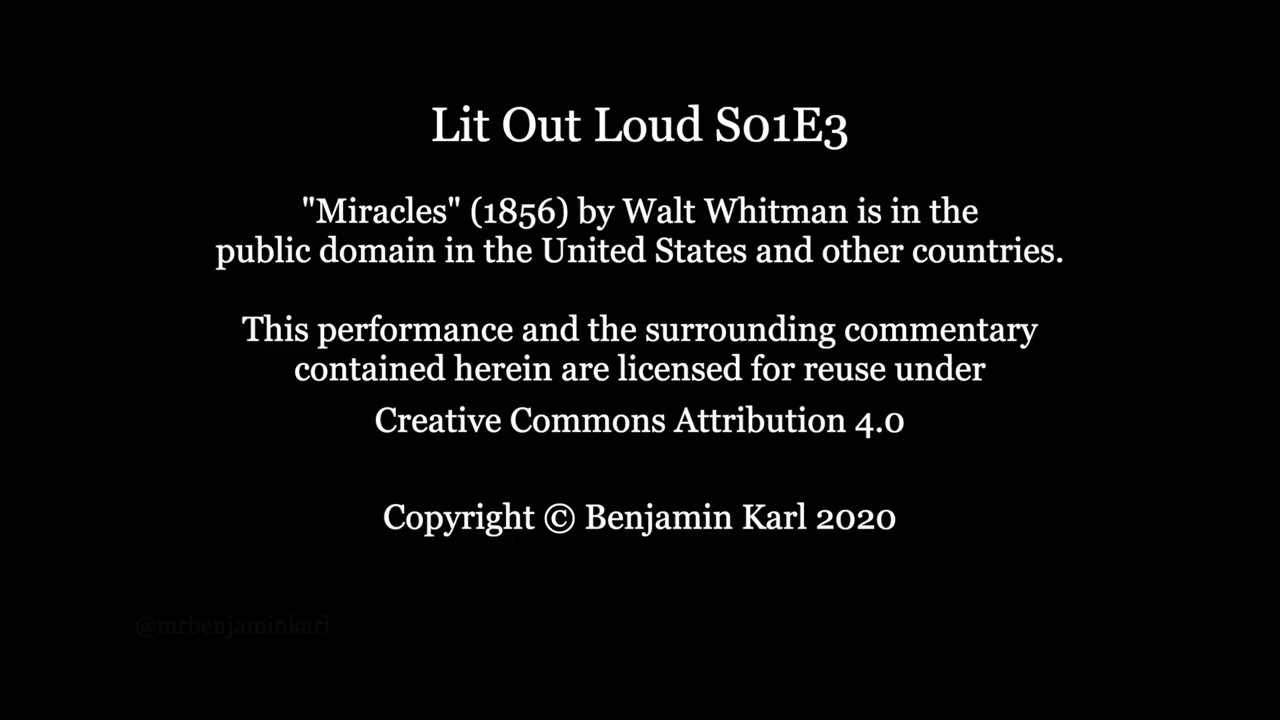 Lit Out Loud S01E3
"Miracles" (1856) by Walt Whitman is in the
public domain in the United States and other countries.
This performance and the surrounding commentary
contained herein are licensed for reuse under
Creative Commons Attribution 4.0
Copyright © Benjamin Karl 2020
@mrbenjaminkarl